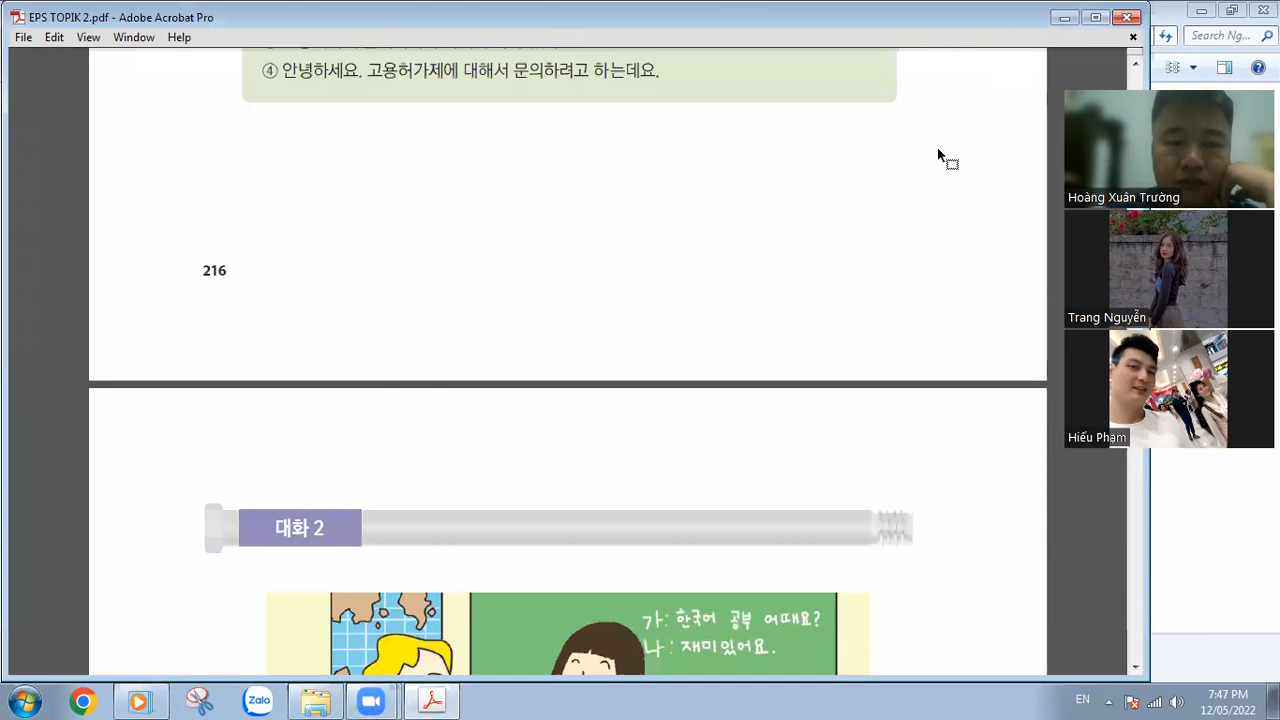 EPS TOPIK 2.pdf - Adobe Acrobat Pro
File Edit View Window Help
Search Ng...
④ 안녕하세요. 고용허가제에 대해서 문의하려고 하는데요.
216
대화 2
가: 한국어 공부 어때요?
나: 재미있어요.
Hoàng Xuân Trường
Trang Nguyễn
Hiếu Phạm
Zalo
EN
7:47 PM
12/05/2022